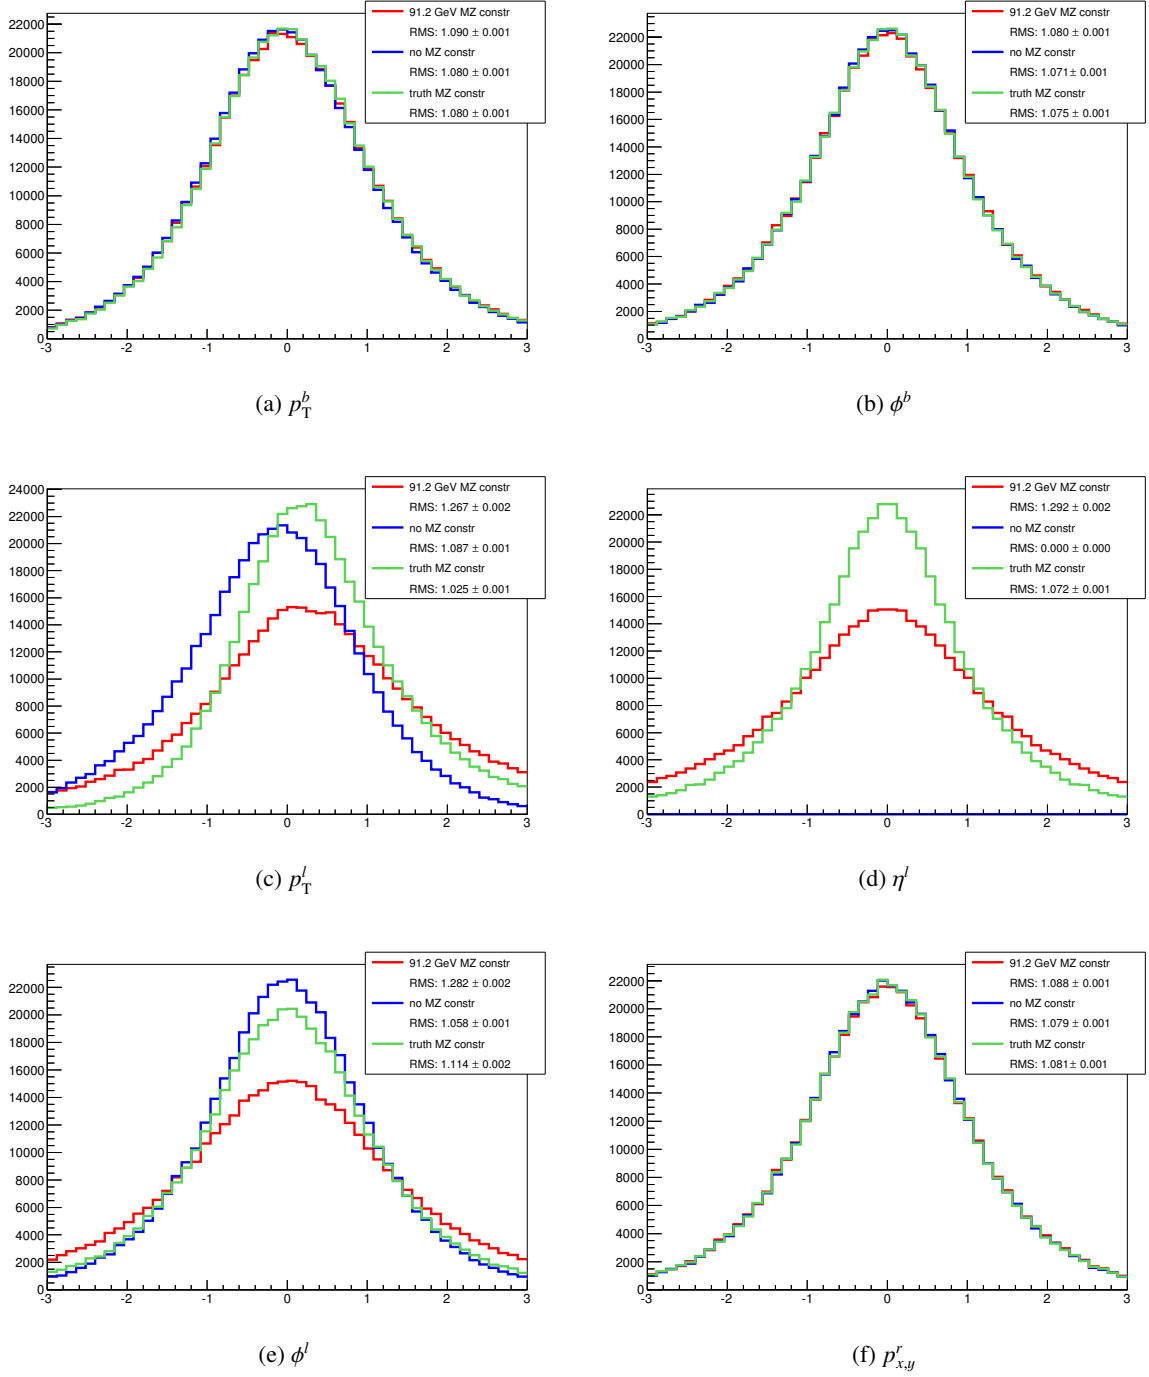 22000
20000
18000
16000
14000
12000
10000
8000
6000
4000
2000
0
-3 -2 -1 0 1 2 3
91.2 GeV MZ constr
RMS: 1.090 ± 0.001
no MZ constr
RMS: 1.080 ± 0.001
truth MZ constr
RMS: 1.080 ± 0.001
(a) p_T^b
22000
20000
18000
16000
14000
12000
10000
8000
6000
4000
2000
0
-3 -2 -1 0 1 2 3
91.2 GeV MZ constr
RMS: 1.080 ± 0.001
no MZ constr
RMS: 1.071 ± 0.001
truth MZ constr
RMS: 1.075 ± 0.001
(b) ϕ^b
24000
22000
20000
18000
16000
14000
12000
10000
8000
6000
4000
2000
0
-3 -2 -1 0 1 2 3
91.2 GeV MZ constr
RMS: 1.267 ± 0.002
no MZ constr
RMS: 1.087 ± 0.001
truth MZ constr
RMS: 1.025 ± 0.001
(c) p_T^l
22000
20000
18000
16000
14000
12000
10000
8000
6000
4000
2000
0
-3 -2 -1 0 1 2 3
91.2 GeV MZ constr
RMS: 1.292 ± 0.002
no MZ constr
RMS: 0.000 ± 0.000
truth MZ constr
RMS: 1.072 ± 0.001
(d) η^l
22000
20000
18000
16000
14000
12000
10000
8000
6000
4000
2000
0
-3 -2 -1 0 1 2 3
91.2 GeV MZ constr
RMS: 1.282 ± 0.002
no MZ constr
RMS: 1.058 ± 0.001
truth MZ constr
RMS: 1.114 ± 0.002
(e) ϕ^l
22000
20000
18000
16000
14000
12000
10000
8000
6000
4000
2000
0
-3 -2 -1 0 1 2 3
91.2 GeV MZ constr
RMS: 1.088 ± 0.001
no MZ constr
RMS: 1.079 ± 0.001
truth MZ constr
RMS: 1.081 ± 0.001
(f) p_{x,y}^r